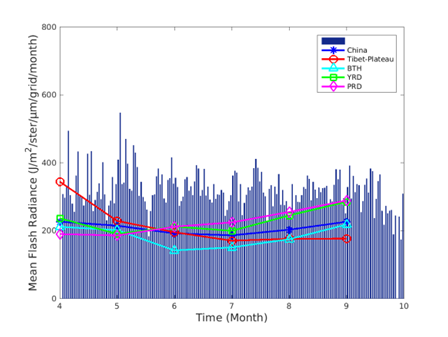 800
600
400
200
0
4
5
6
7
8
9
10
Time (Month)
Mean Flash Radiance (J/m²/ster/μm/grid/month)
China
Tibet-Plateau
BTH
YRD
PRD